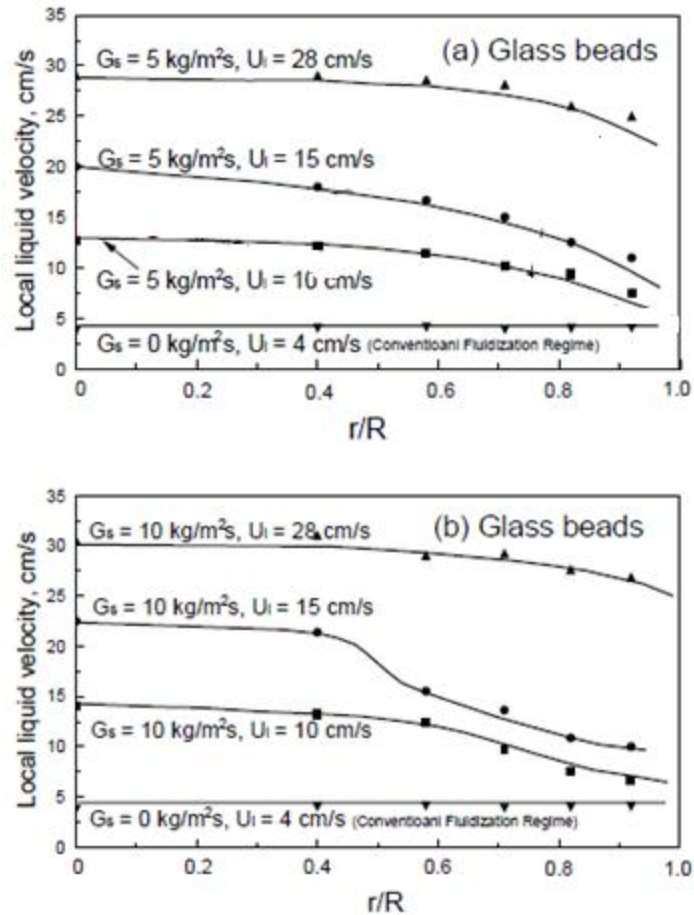 35
30
25
20
15
10
5
0
Local liquid velocity, cm/s
(a) Glass beads
Gs = 5 kg/m²s, Uₗ = 28 cm/s
Gs = 5 kg/m²s, Uₗ = 15 cm/s
Gs = 5 kg/m²s, Uₗ = 10 cm/s
Gs = 0 kg/m²s, Uₗ = 4 cm/s (Conventioanl Fluidization Regime)
0 0.2 0.4 0.6 0.8 1.0
r/R
35
30
25
20
15
10
5
0
Local liquid velocity, cm/s
(b) Glass beads
Gs = 10 kg/m²s, Uₗ = 28 cm/s
Gs = 10 kg/m²s, Uₗ = 15 cm/s
Gs = 10 kg/m²s, Uₗ = 10 cm/s
Gs = 0 kg/m²s, Uₗ = 4 cm/s (Conventioanl Fluidization Regime)
0 0.2 0.4 0.6 0.8 1.0
r/R